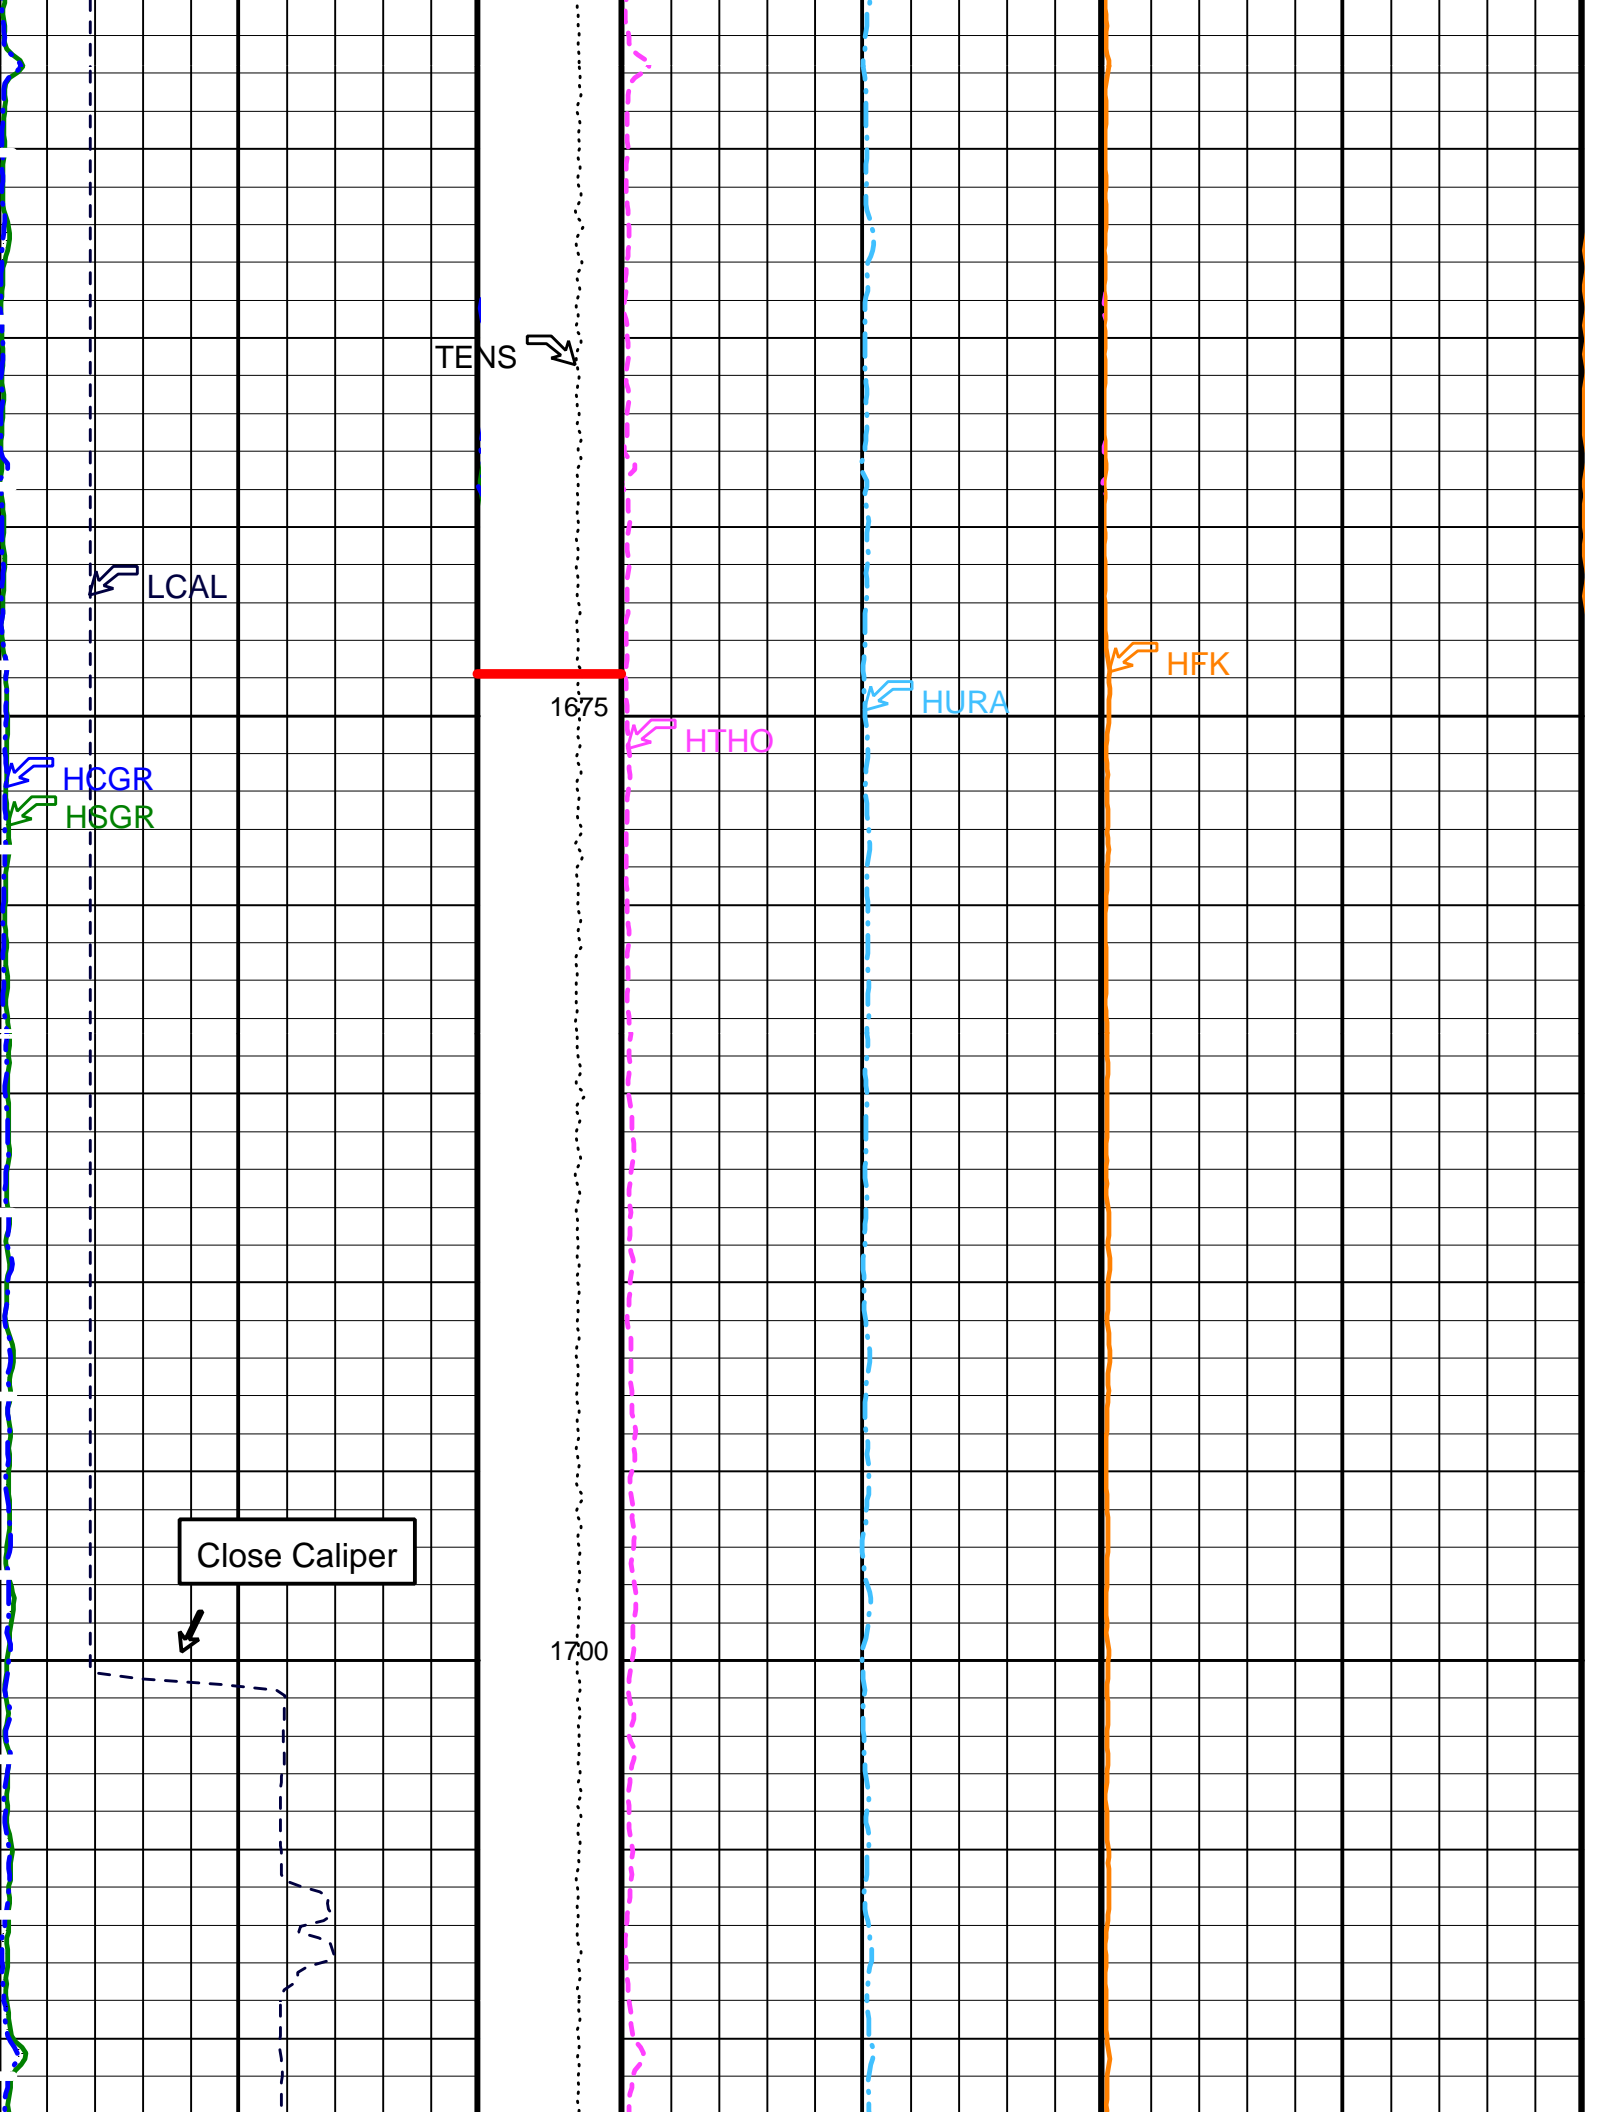 TENS
LCAL
HFK
HURA
1675
HTHO
HCGR
HSGR
Close Caliper
1700